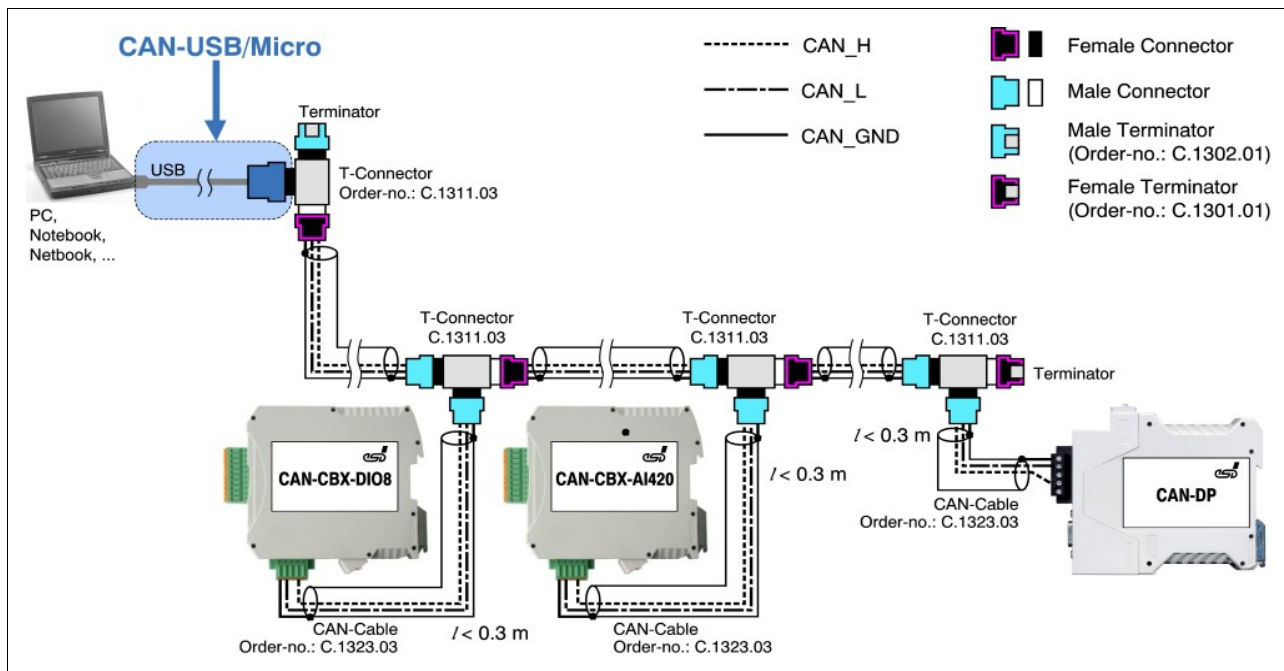 CAN-USB/Micro
Terminator
USB
T-Connector
Order-no.: C.1311.03
PC,
Notebook,
Netbook, ...
CAN_H
CAN_L
CAN_GND
Female Connector
Male Connector
Male Terminator
(Order-no.: C.1302.01)
Female Terminator
(Order-no.: C.1301.01)
T-Connector
C.1311.03
T-Connector
C.1311.03
T-Connector
C.1311.03
Terminator
esd
CAN-CBX-DIO8
esd
CAN-CBX-AI420
l < 0.3 m
l < 0.3 m
esd
CAN-DP
CAN-Cable
Order-no.: C.1323.03
CAN-Cable
Order-no.: C.1323.03
l < 0.3 m
CAN-Cable
Order-no.: C.1323.03